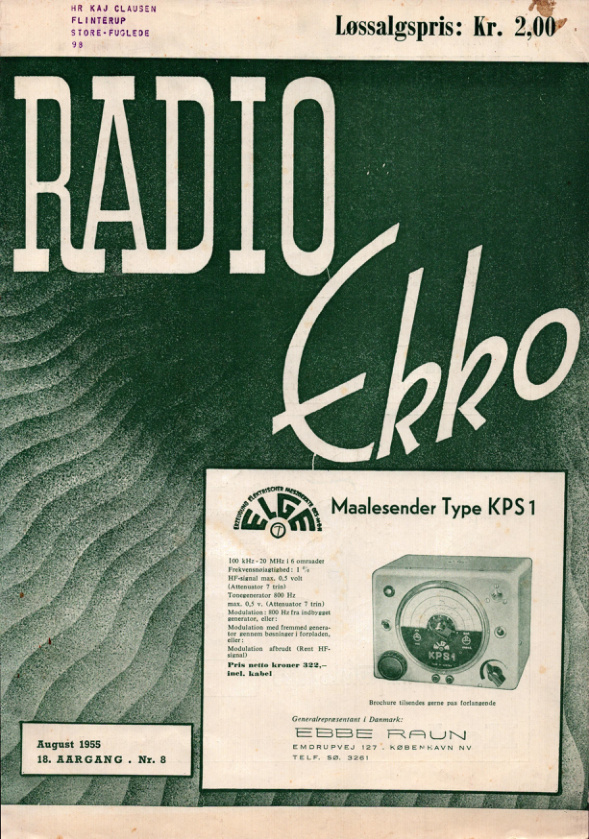 HR KAJ CLAUSEN
FLINTERUP
STORE-FUGLEDE
98
Løssalgspris: Kr. 2,00
RADIO
Ekko
ELGE
Maalesender Type KPS 1
100 kHz - 20 MHz i 6 omraader
Frekvensnøjagtighed: 1 %
HF-signal max. 0,5 volt
(Attenuator 7 trin)
Tonegenerator 800 Hz
max. 0,5 v. (Attenuator 7 trin)
Modulation: 800 Hz fra indbygget
generator, eller:
Modulation med fremmed genera-
tor gennem bøsninger i forpladen,
eller:
Modulation afbrudt (Rent HF-
signal)
Pris netto kroner 322,–
incl. kabel
ELGE
KPS1
Brochure tilsendes gerne paa forlangende
Generalrepræsentant i Danmark:
EBBE RAUN
EMDRUPVEJ 127 . KØBENHAVN NV
TELF. SØ. 3261
August 1955
18. AARGANG . Nr. 8